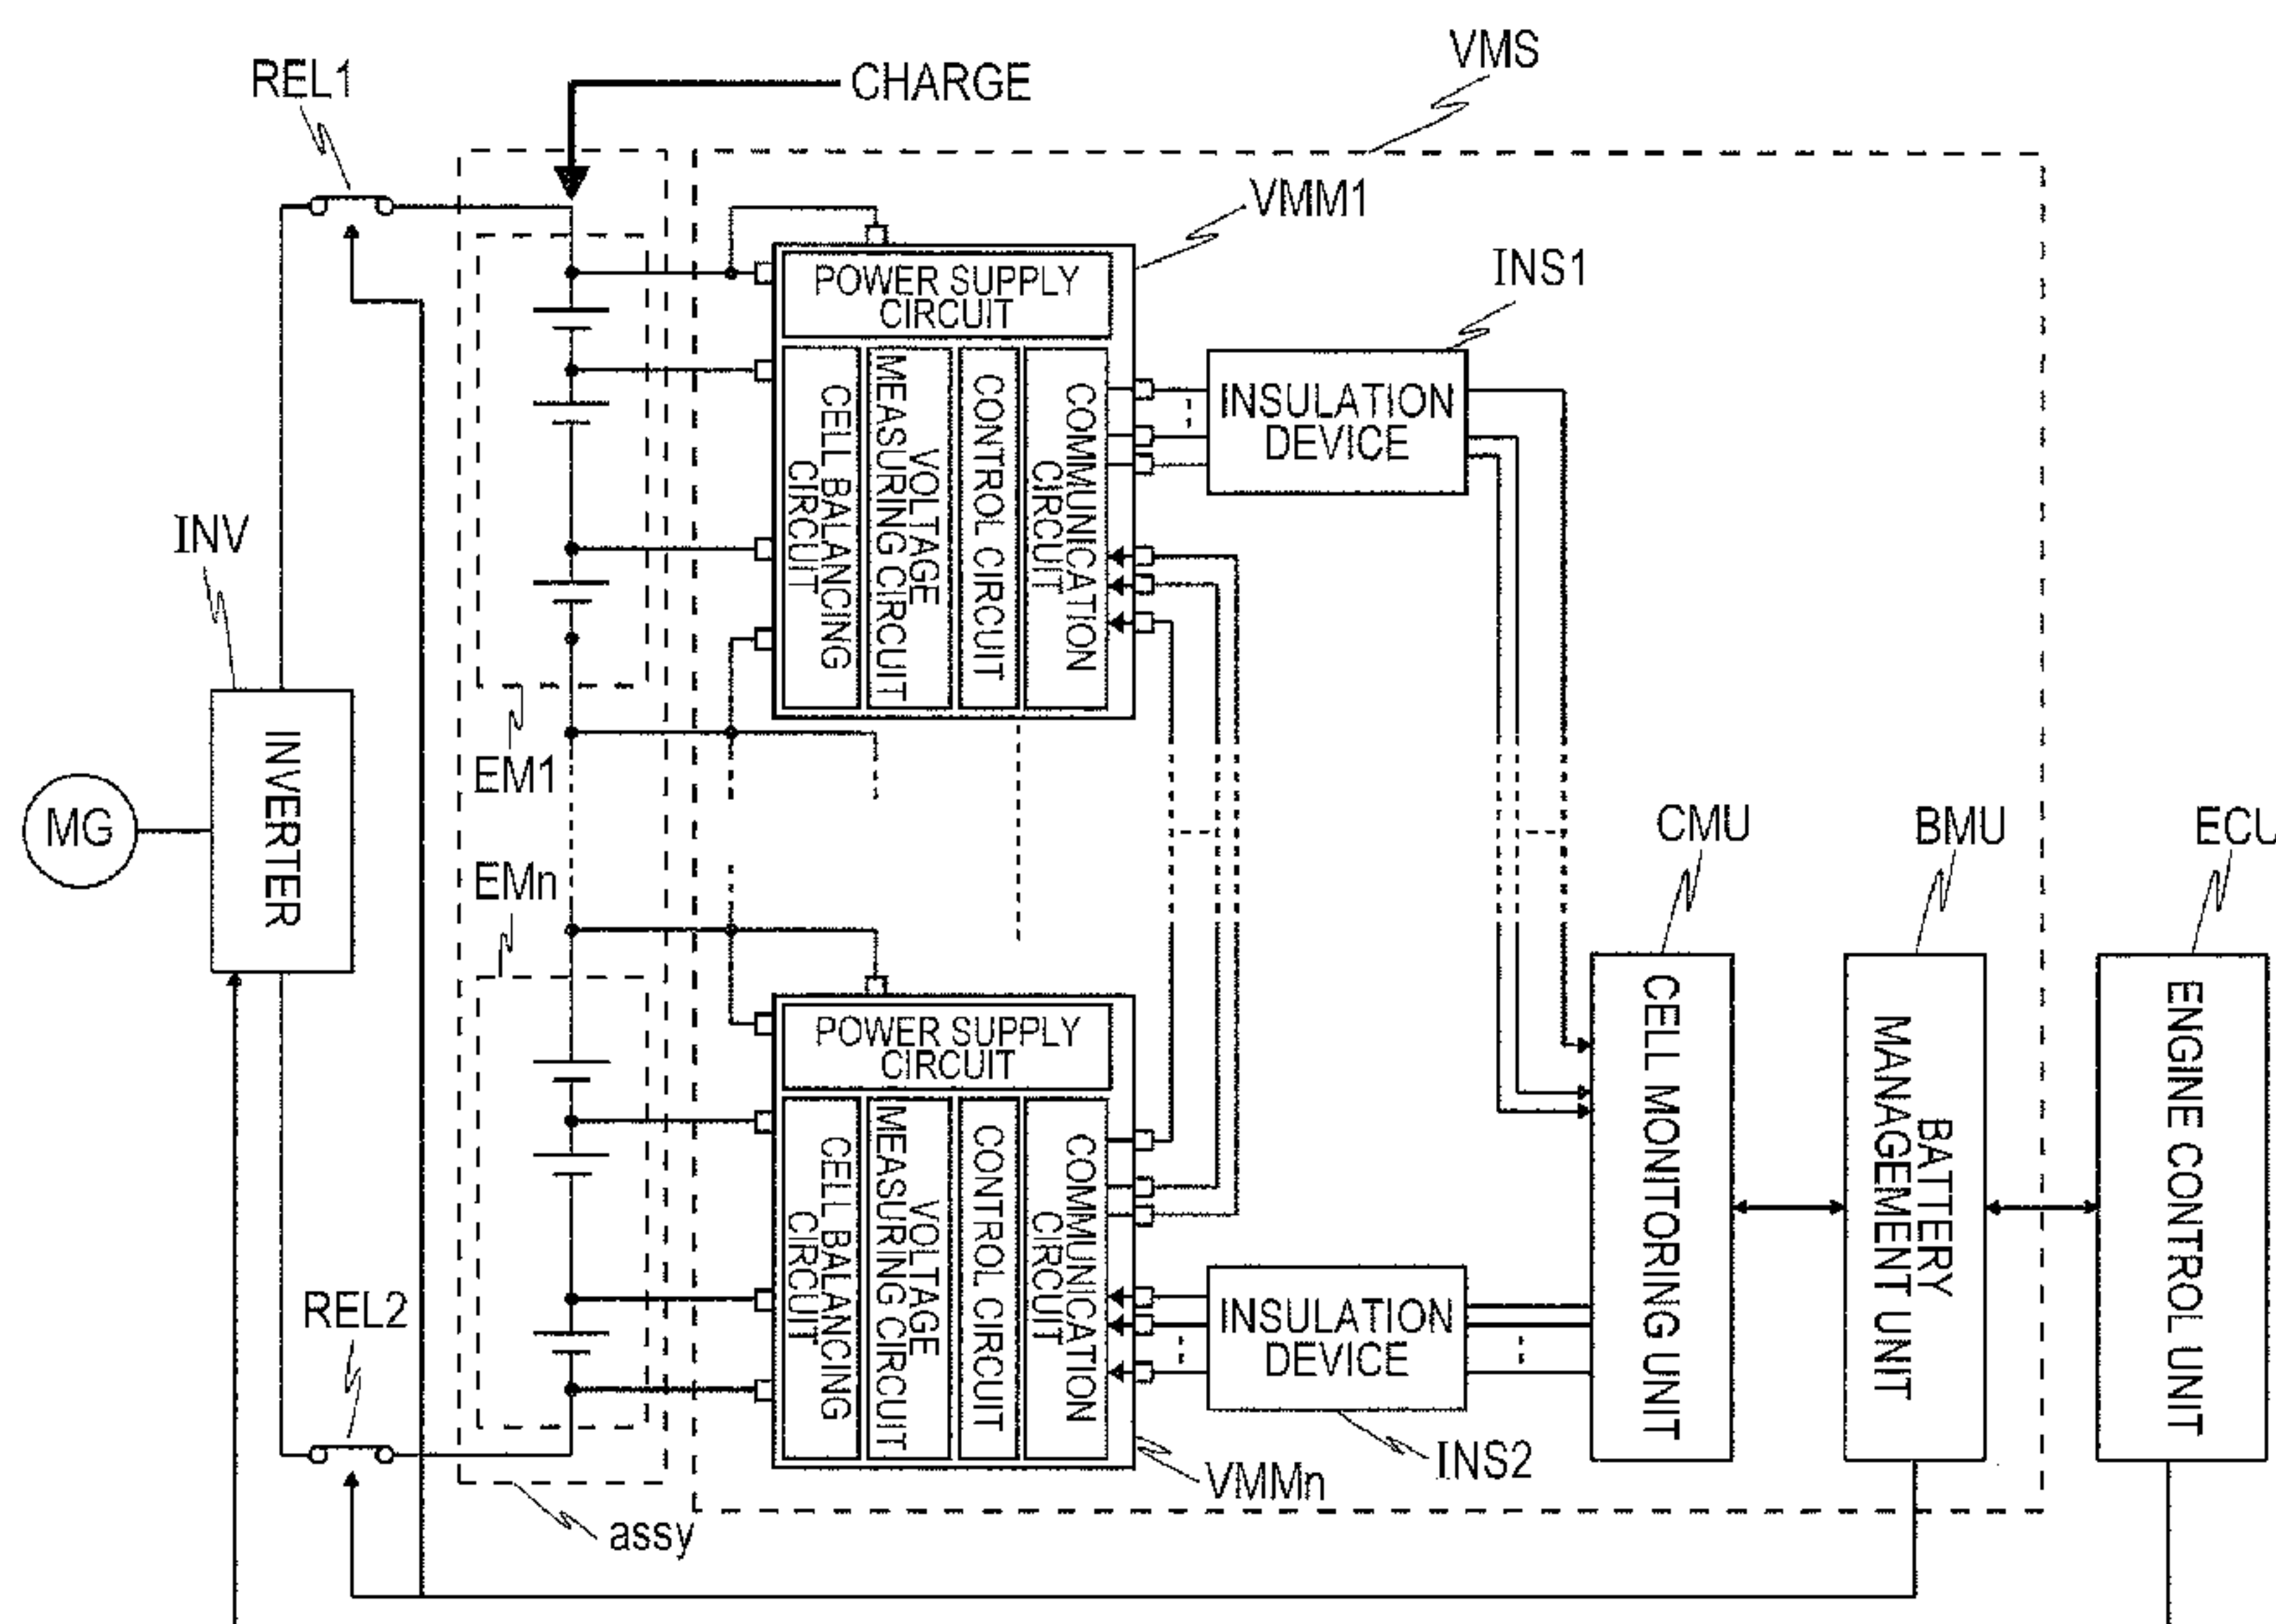 VMS
REL1
CHARGE
VMM1
INS1
POWER SUPPLY
CIRCUIT
CELL BALANCING
CIRCUIT
VOLTAGE
MEASURING CIRCUIT
CONTROL CIRCUIT
COMMUNICATION
CIRCUIT
INSULATION
DEVICE
INV
INVERTER
MG
EM1
EMn
CMU
BMU
ECU
POWER SUPPLY
CIRCUIT
CELL BALANCING
CIRCUIT
VOLTAGE
MEASURING CIRCUIT
CONTROL CIRCUIT
COMMUNICATION
CIRCUIT
INSULATION
DEVICE
CELL MONITORING UNIT
BATTERY
MANAGEMENT UNIT
ENGINE CONTROL UNIT
REL2
INS2
VMMn
assy